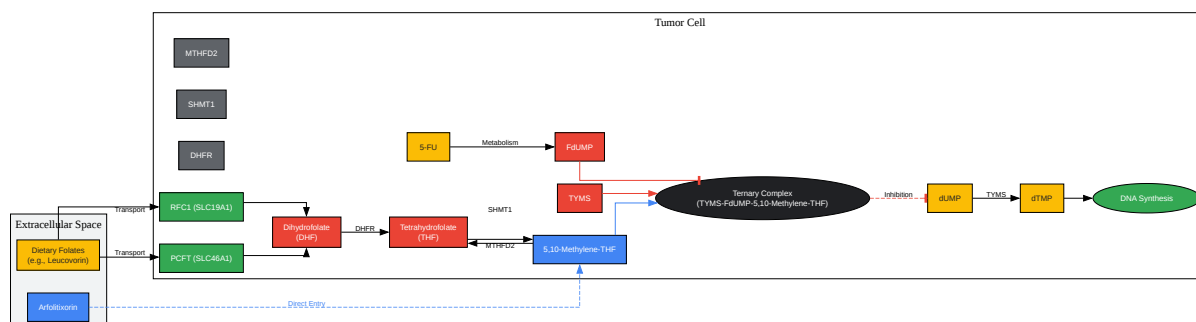 Tumor Cell
MTHFD2
SHMT1
DHFR
5-FU
Metabolism
FdUMP
TYMS
Ternary Complex
(TYMS-FdUMP-5,10-Methylene-THF)
Inhibition
dUMP
TYMS
dTMP
DNA Synthesis
Extracellular Space
Dietary Folates
(e.g., Leucovorin)
Transport
Transport
RFC1 (SLC19A1)
PCFT (SLC46A1)
Dihydrofolate
(DHF)
DHFR
Tetrahydrofolate
(THF)
SHMT1
MTHFD2
5,10-Methylene-THF
Arfolitixorin
Direct Entry